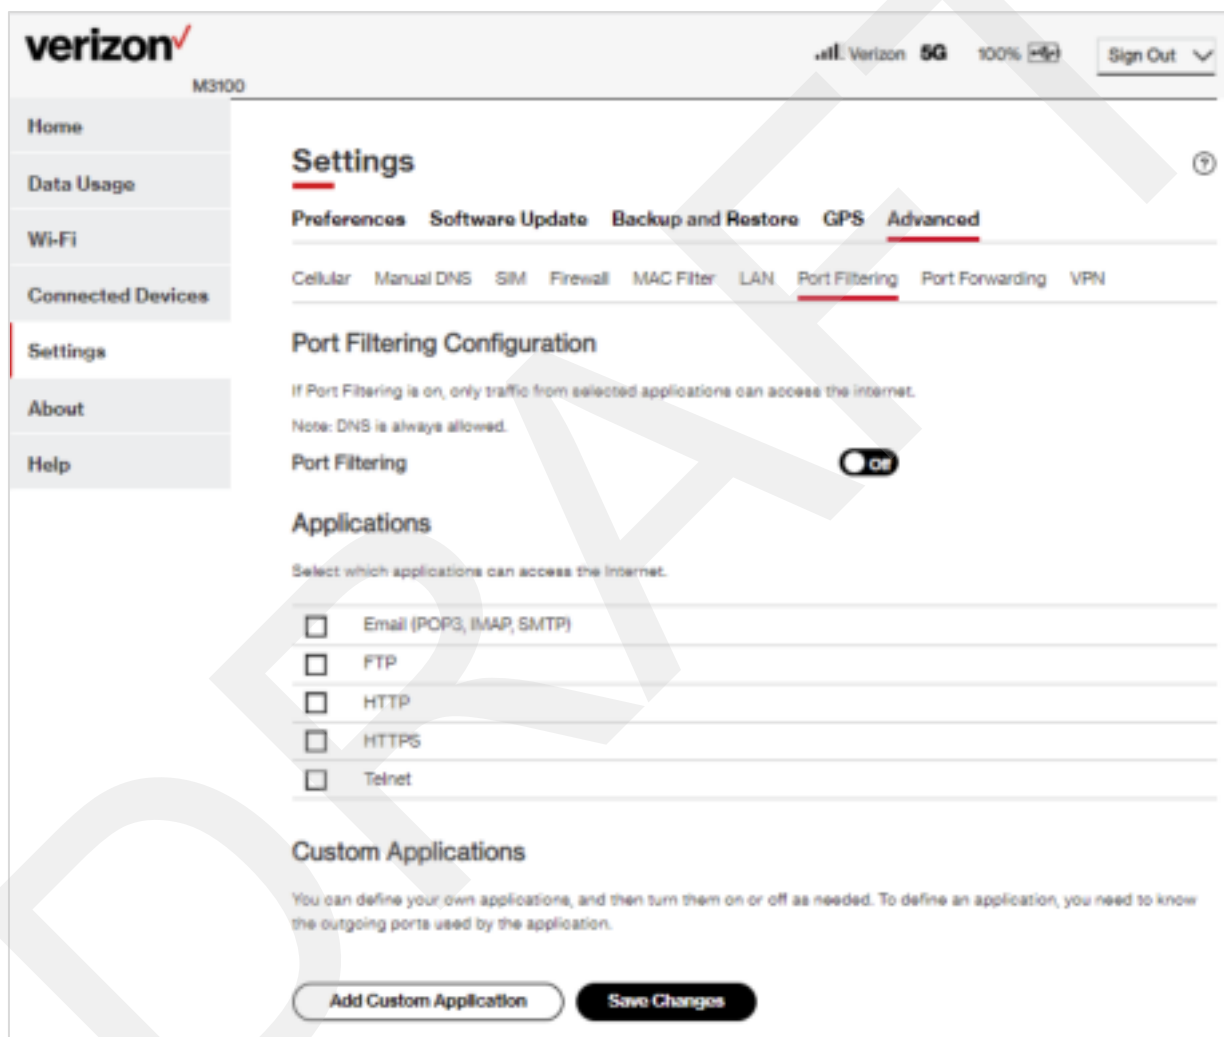 verizon
Verizon 5G 100% Sign Out
M3100
Home
Data Usage
Wi-Fi
Connected Devices
Settings
About
Help
Settings
Preferences Software Update Backup and Restore GPS Advanced
Cellular Manual DNS SIM Firewall MAC Filter LAN Port Filtering Port Forwarding VPN
Port Filtering Configuration
If Port Filtering is on, only traffic from selected applications can access the internet.
Note: DNS is always allowed.
Port Filtering Off
Applications
Select which applications can access the Internet.
Email (POP3, IMAP, SMTP)
FTP
HTTP
HTTPS
Telnet
Custom Applications
You can define your own applications, and then turn them on or off as needed. To define an application, you need to know
the outgoing ports used by the application.
Add Custom Application Save Changes
DRAFT